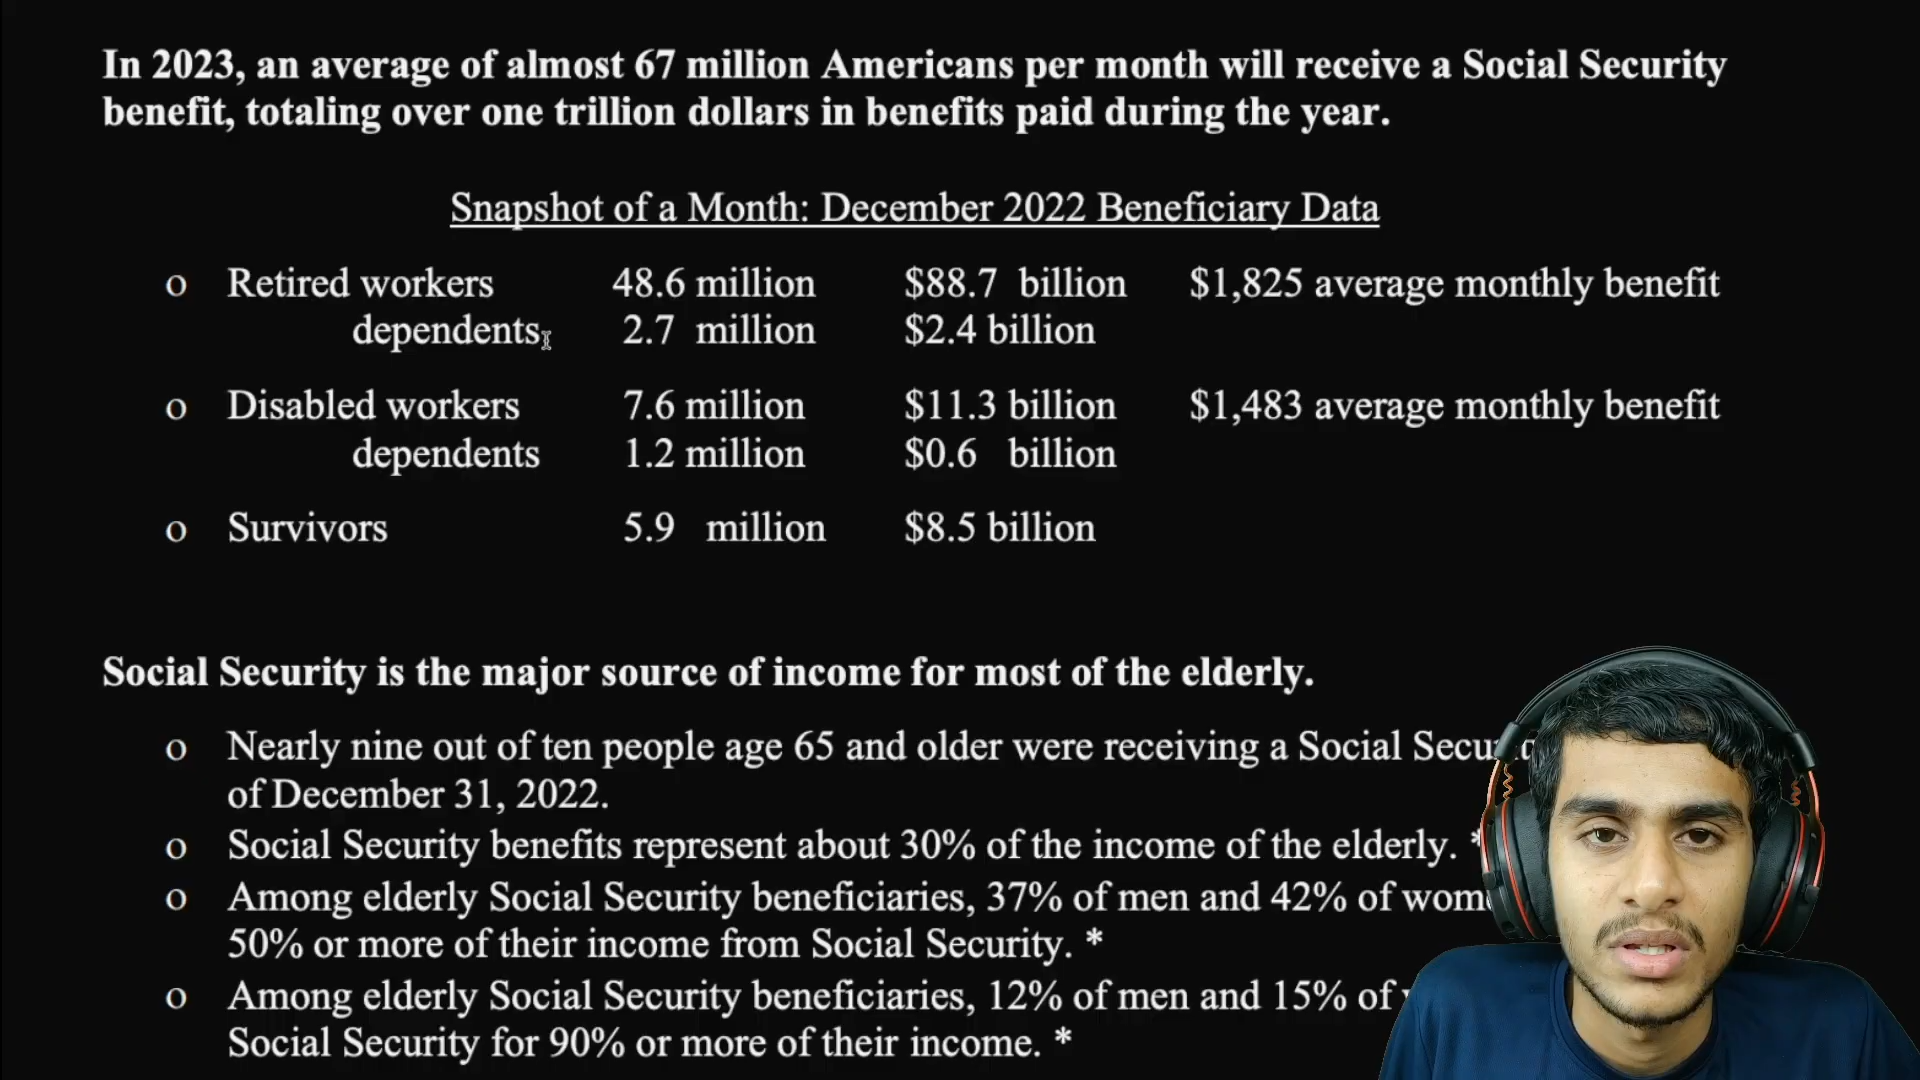 In 2023, an average of almost 67 million Americans per month will receive a Social Security
benefit, totaling over one trillion dollars in benefits paid during the year.
Snapshot of a Month: December 2022 Beneficiary Data
o Retired workers 48.6 million $88.7 billion $1,825 average monthly benefit
dependents 2.7 million $2.4 billion
o Disabled workers 7.6 million $11.3 billion $1,483 average monthly benefit
dependents 1.2 million $0.6 billion
o Survivors 5.9 million $8.5 billion
Social Security is the major source of income for most of the elderly.
o Nearly nine out of ten people age 65 and older were receiving a Social
of December 31, 2022.
o Social Security benefits represent about 30% of the income of the elderly. *
o Among elderly Social Security beneficiaries, 37% of men and 42% of
50% or more of their income from Social Security. *
o Among elderly Social Security beneficiaries, 12% of men and 15% of
Social Security for 90% or more of their income. *